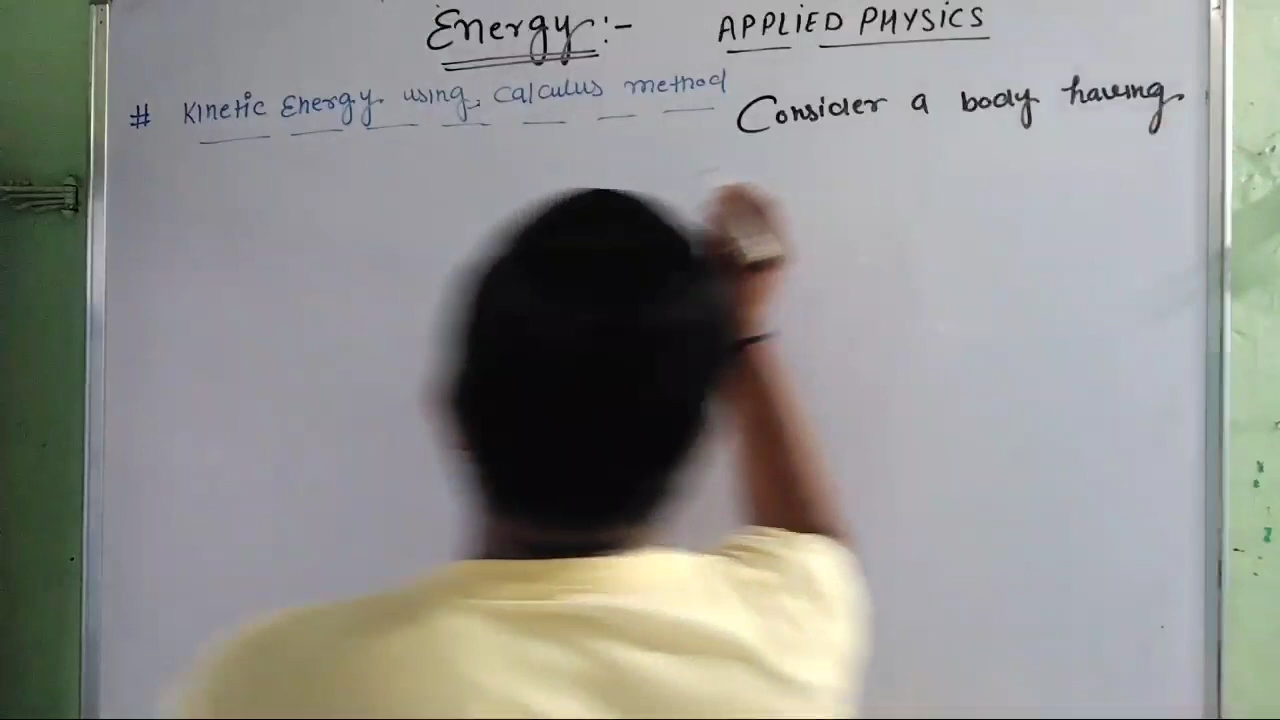 Energy:- APPLIED PHYSICS
# Kinetic Energy using calculus method
Consider a body having